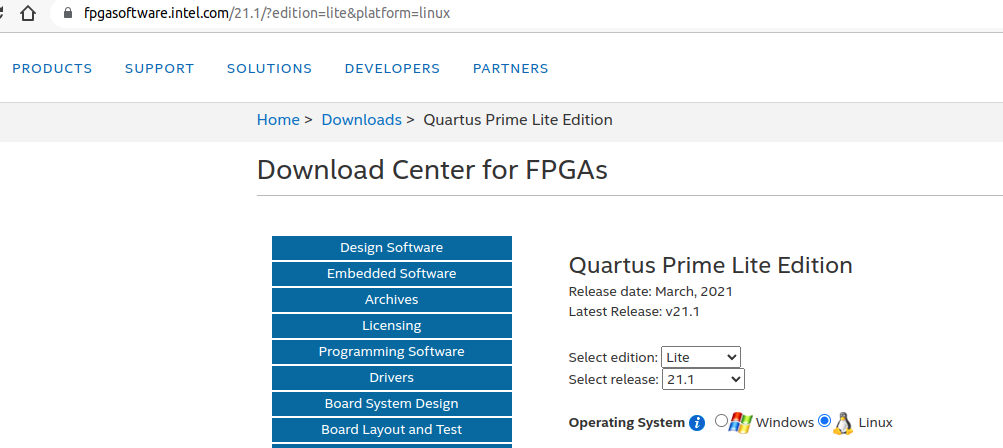 fpgasoftware.intel.com/21.1/?edition=lite&platform=linux
PRODUCTS SUPPORT SOLUTIONS DEVELOPERS PARTNERS
Home > Downloads > Quartus Prime Lite Edition
Download Center for FPGAs
Design Software
Embedded Software
Archives
Licensing
Programming Software
Drivers
Board System Design
Board Layout and Test
Quartus Prime Lite Edition
Release date: March, 2021
Latest Release: v21.1
Select edition: Lite
Select release: 21.1
Operating System i Windows Linux